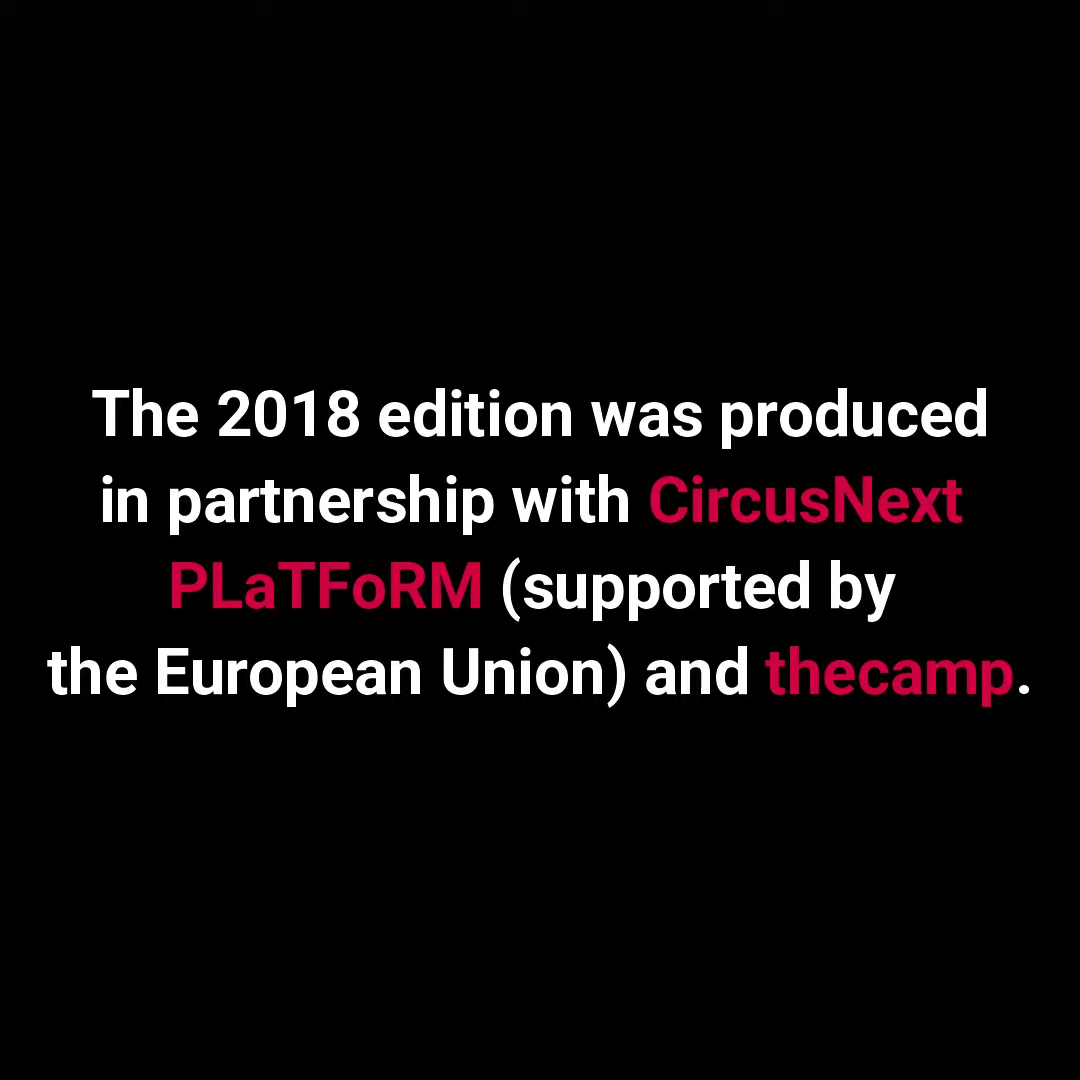 The 2018 edition was produced
in partnership with CircusNext
PLaTFoRM (supported by
the European Union) and thecamp.